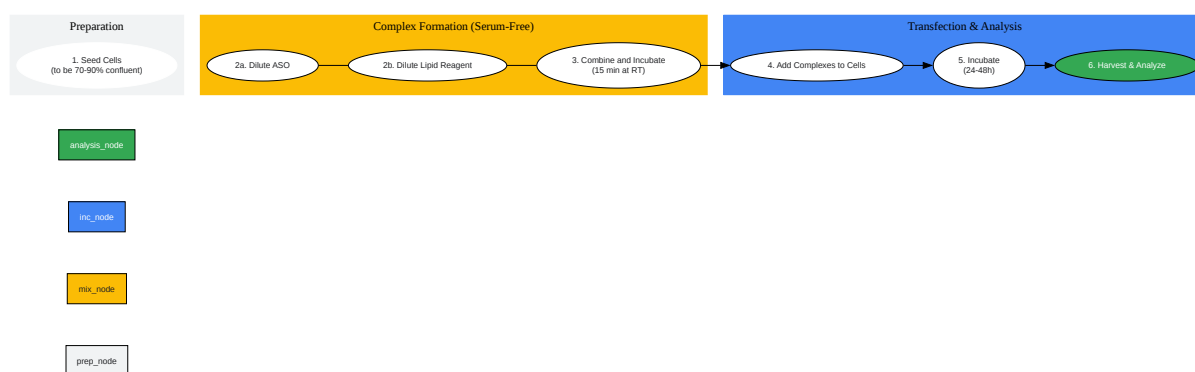 Preparation
1. Seed Cells
(to be 70-90% confluent)
Complex Formation (Serum-Free)
2a. Dilute ASO
2b. Dilute Lipid Reagent
3. Combine and Incubate
(15 min at RT)
Transfection & Analysis
4. Add Complexes to Cells
5. Incubate
(24-48h)
6. Harvest & Analyze
analysis_node
inc_node
mix_node
prep_node